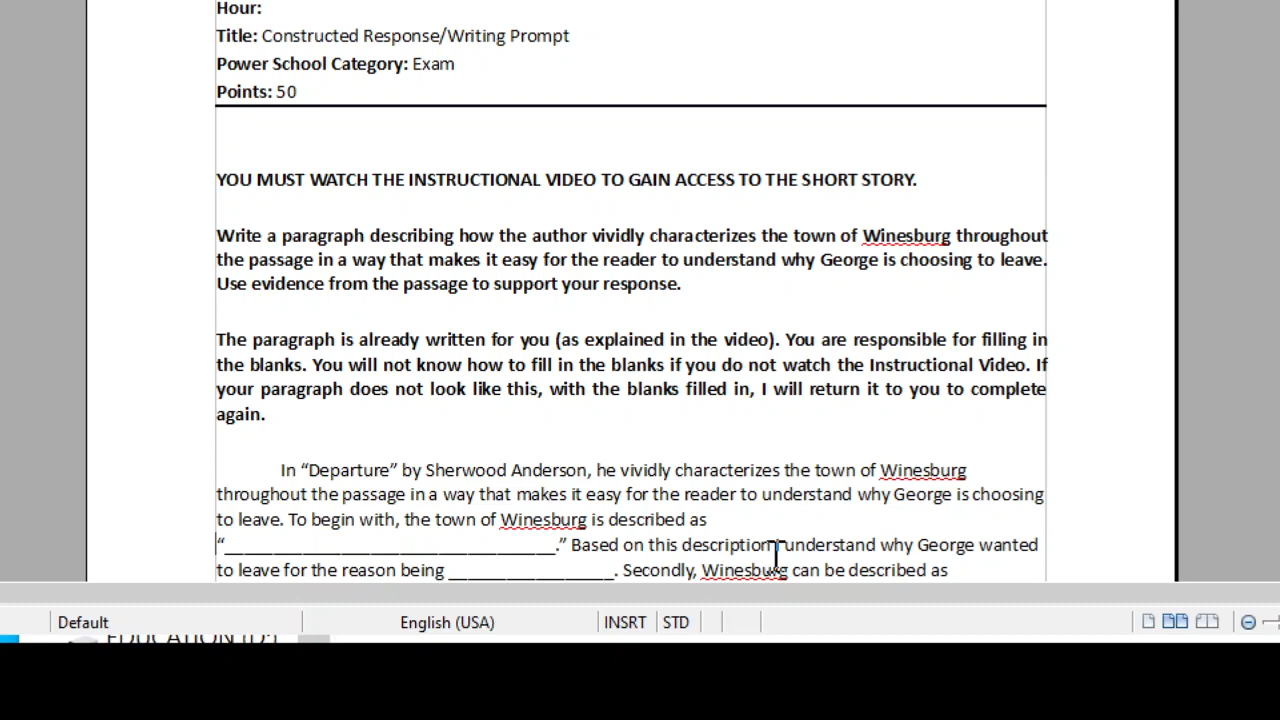 Hour:
Title: Constructed Response/Writing Prompt
Power School Category: Exam
Points: 50
YOU MUST WATCH THE INSTRUCTIONAL VIDEO TO GAIN ACCESS TO THE SHORT STORY.
Write a paragraph describing how the author vividly characterizes the town of Winesburg throughout
the passage in a way that makes it easy for the reader to understand why George is choosing to leave.
Use evidence from the passage to support your response.
The paragraph is already written for you (as explained in the video). You are responsible for filling in
the blanks. You will not know how to fill in the blanks if you do not watch the Instructional Video. If
your paragraph does not look like this, with the blanks filled in, I will return it to you to complete
again.
In “Departure” by Sherwood Anderson, he vividly characterizes the town of Winesburg
throughout the passage in a way that makes it easy for the reader to understand why George is choosing
to leave. To begin with, the town of Winesburg is described as
“__________________________________.” Based on this description I understand why George wanted
to leave for the reason being _________________. Secondly, Winesburg can be described as
Default English (USA) INSRT STD
EDUCATION